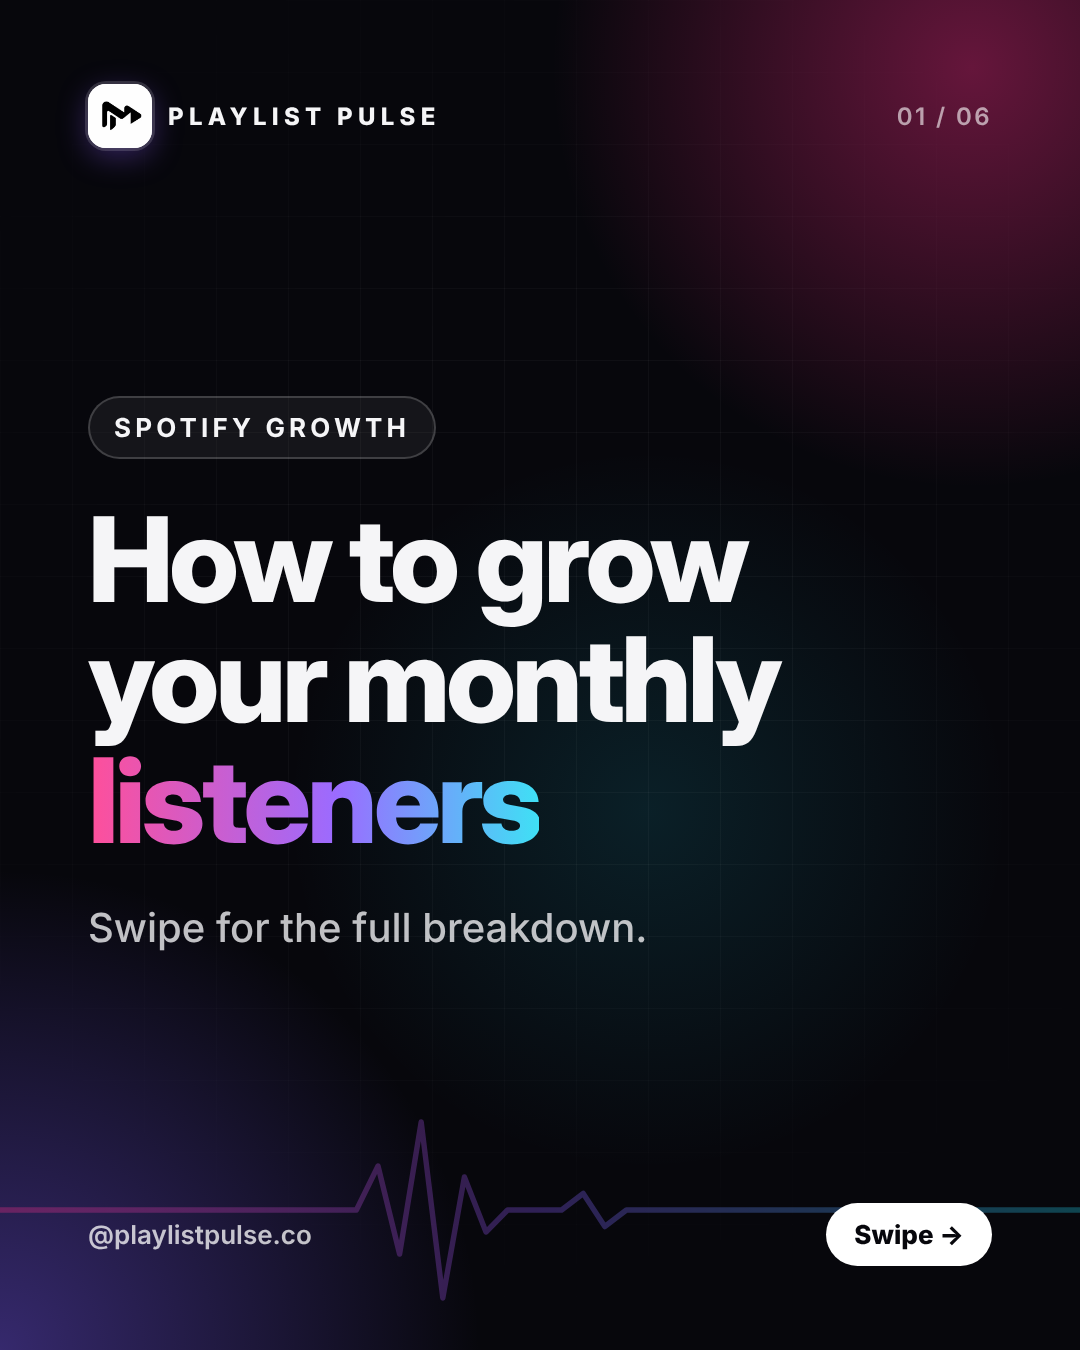 PLAYLIST PULSE
01 / 06
SPOTIFY GROWTH
How to grow
your monthly
listeners
Swipe for the full breakdown.
@playlistpulse.co
Swipe →